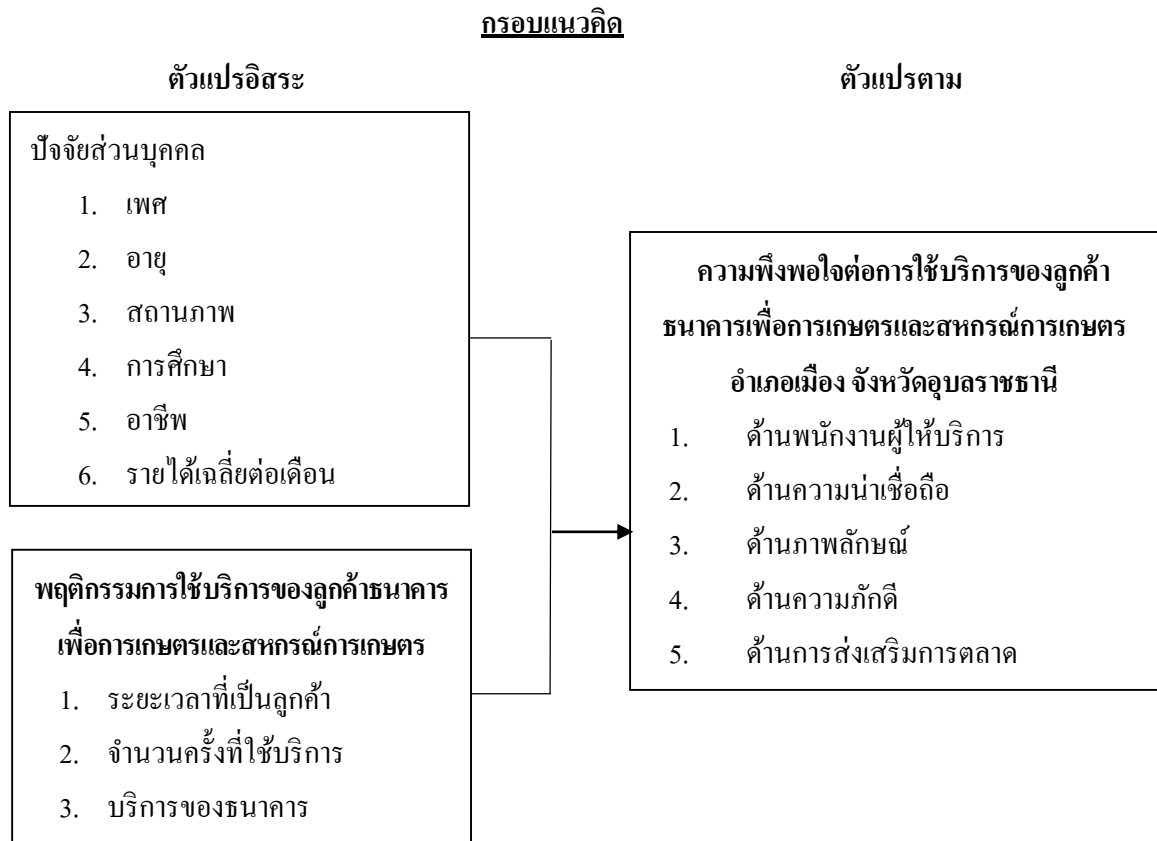 กรอบแนวคิด
ตัวแปรอิสระ
ปัจจัยส่วนบุคคล
1. เพศ
2. อายุ
3. สถานภาพ
4. การศึกษา
5. อาชีพ
6. รายได้เฉลี่ยต่อเดือน
พฤติกรรมการใช้บริการของลูกค้าธนาคาร
เพื่อการเกษตรและสหกรณ์การเกษตร
1. ระยะเวลาที่เป็นลูกค้า
2. จำนวนครั้งที่ใช้บริการ
3. บริการของธนาคาร
ตัวแปรตาม
ความพึงพอใจต่อการใช้บริการของลูกค้า
ธนาคารเพื่อการเกษตรและสหกรณ์การเกษตร
อำเภอเมือง จังหวัดอุบลราชธานี
1. ด้านพนักงานผู้ให้บริการ
2. ด้านความน่าเชื่อถือ
3. ด้านภาพลักษณ์
4. ด้านความภักดี
5. ด้านการส่งเสริมการตลาด